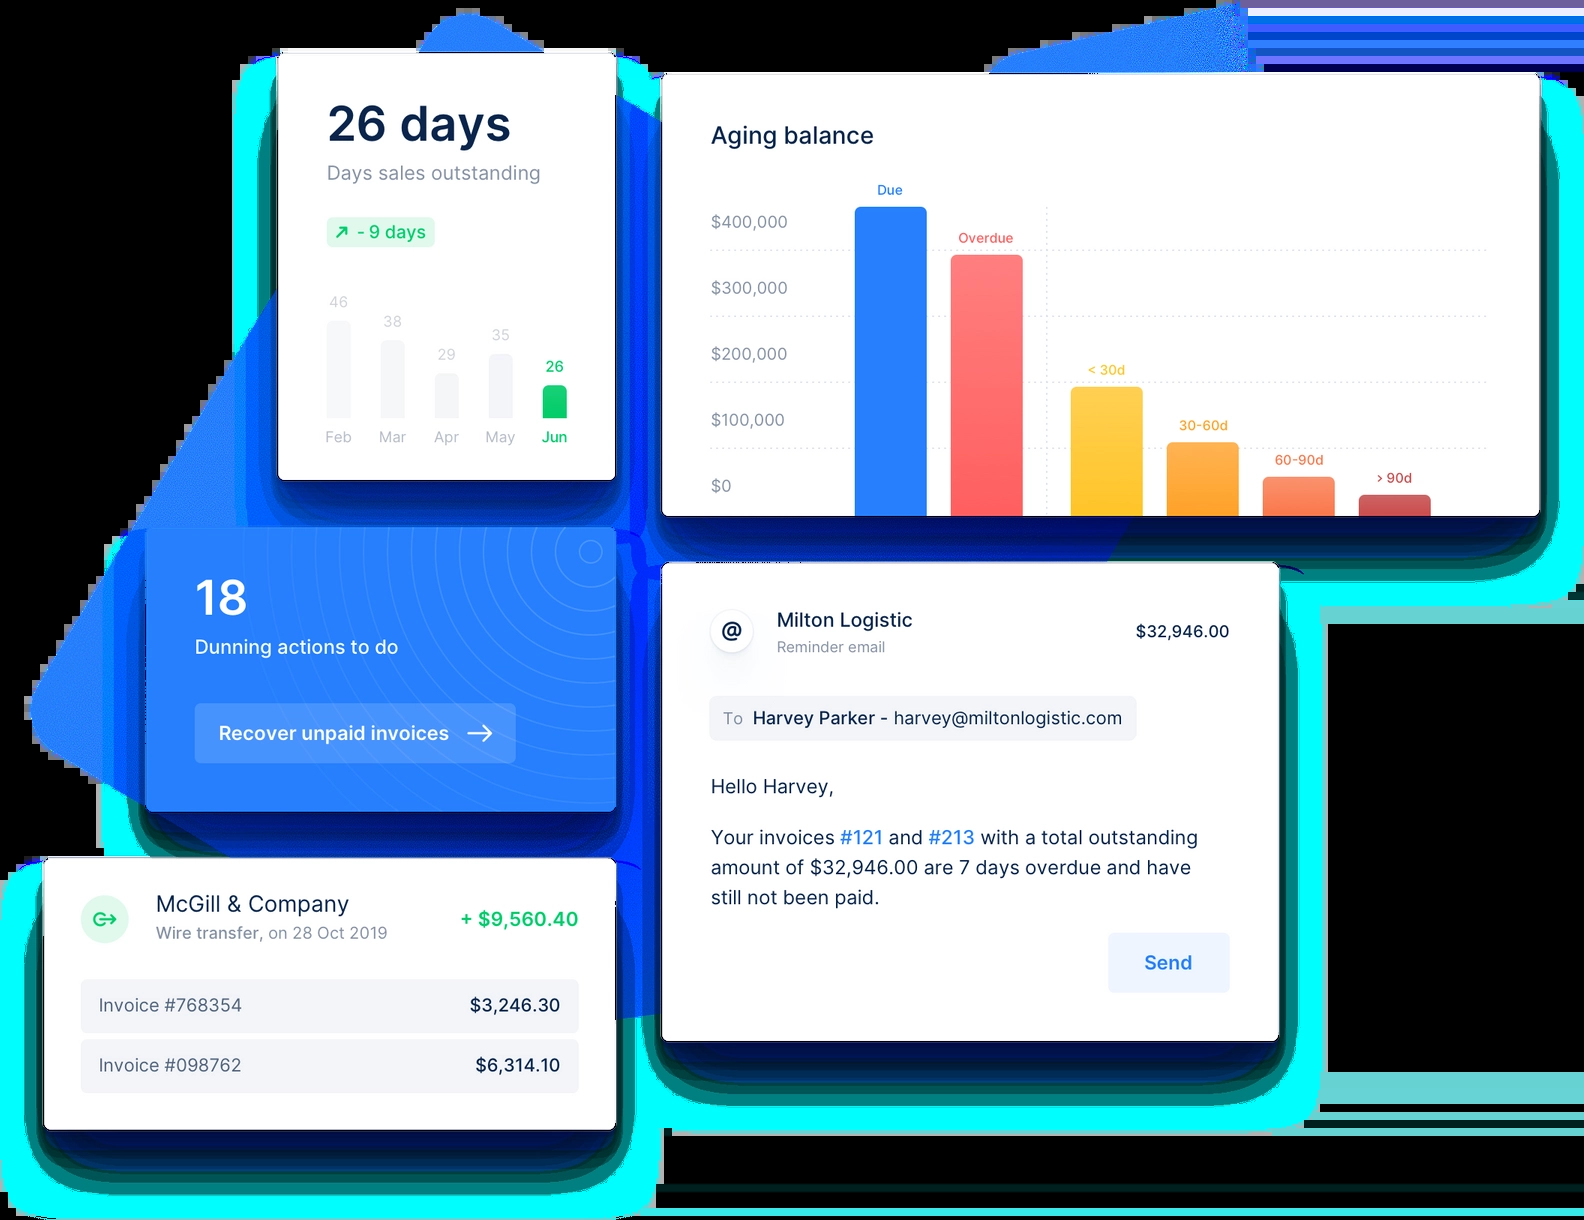 26 days
Days sales outstanding
- 9 days
46
38
29
35
26
Feb Mar Apr May Jun
Aging balance
Due
Overdue
< 30d
30-60d
60-90d
> 90d
$400,000
$300,000
$200,000
$100,000
$0
18
Dunning actions to do
Recover unpaid invoices →
@
Milton Logistic
$32,946.00
Reminder email
To Harvey Parker - harvey@miltonlogistic.com
Hello Harvey,
Your invoices #121 and #213 with a total outstanding
amount of $32,946.00 are 7 days overdue and have
still not been paid.
Send
McGill & Company
+ $9,560.40
Wire transfer, on 28 Oct 2019
Invoice #768354 $3,246.30
Invoice #098762 $6,314.10